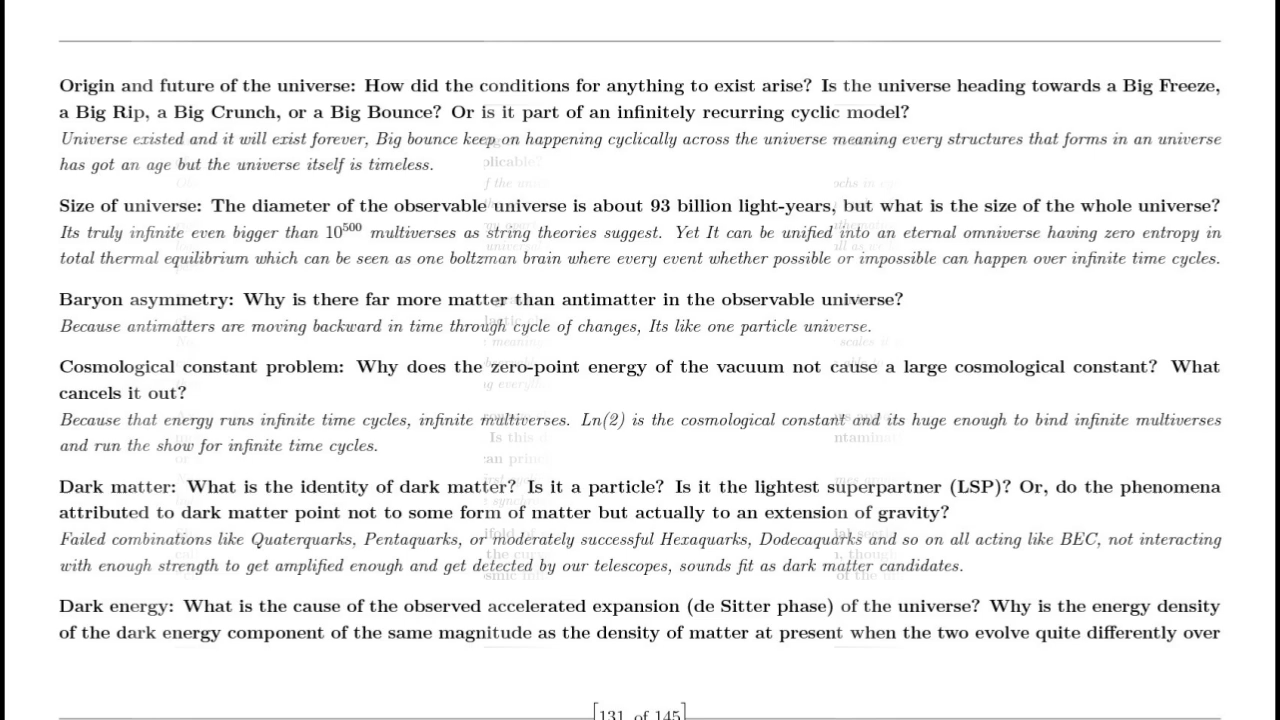 Origin and future of the universe: How did the conditions for anything to exist arise? Is the universe heading towards a Big Freeze,
a Big Rip, a Big Crunch, or a Big Bounce? Or is it part of an infinitely recurring cyclic model?
Universe existed and it will exist forever, Big bounce keep on happening cyclically across the universe meaning every structures that forms in an universe
has got an age but the universe itself is timeless.
Size of universe: The diameter of the observable universe is about 93 billion light-years, but what is the size of the whole universe?
Its truly infinite even bigger than 10^500 multiverses as string theories suggest. Yet It can be unified into an eternal omniverse having zero entropy in
total thermal equilibrium which can be seen as one boltzman brain where every event whether possible or impossible can happen over infinite time cycles.
Baryon asymmetry: Why is there far more matter than antimatter in the observable universe?
Because antimatters are moving backward in time through cycle of changes, Its like one particle universe.
Cosmological constant problem: Why does the zero-point energy of the vacuum not cause a large cosmological constant? What
cancels it out?
Because that energy runs infinite time cycles, infinite multiverses. Ln(2) is the cosmological constant and its huge enough to bind infinite multiverses
and run the show for infinite time cycles.
Dark matter: What is the identity of dark matter? Is it a particle? Is it the lightest superpartner (LSP)? Or, do the phenomena
attributed to dark matter point not to some form of matter but actually to an extension of gravity?
Failed combinations like Quaterquarks, Pentaquarks, or moderately successful Hexaquarks, Dodecaquarks and so on all acting like BEC, not interacting
with enough strength to get amplified enough and get detected by our telescopes, sounds fit as dark matter candidates.
Dark energy: What is the cause of the observed accelerated expansion (de Sitter phase) of the universe? Why is the energy density
of the dark energy component of the same magnitude as the density of matter at present when the two evolve quite differently over
[131 of 145]